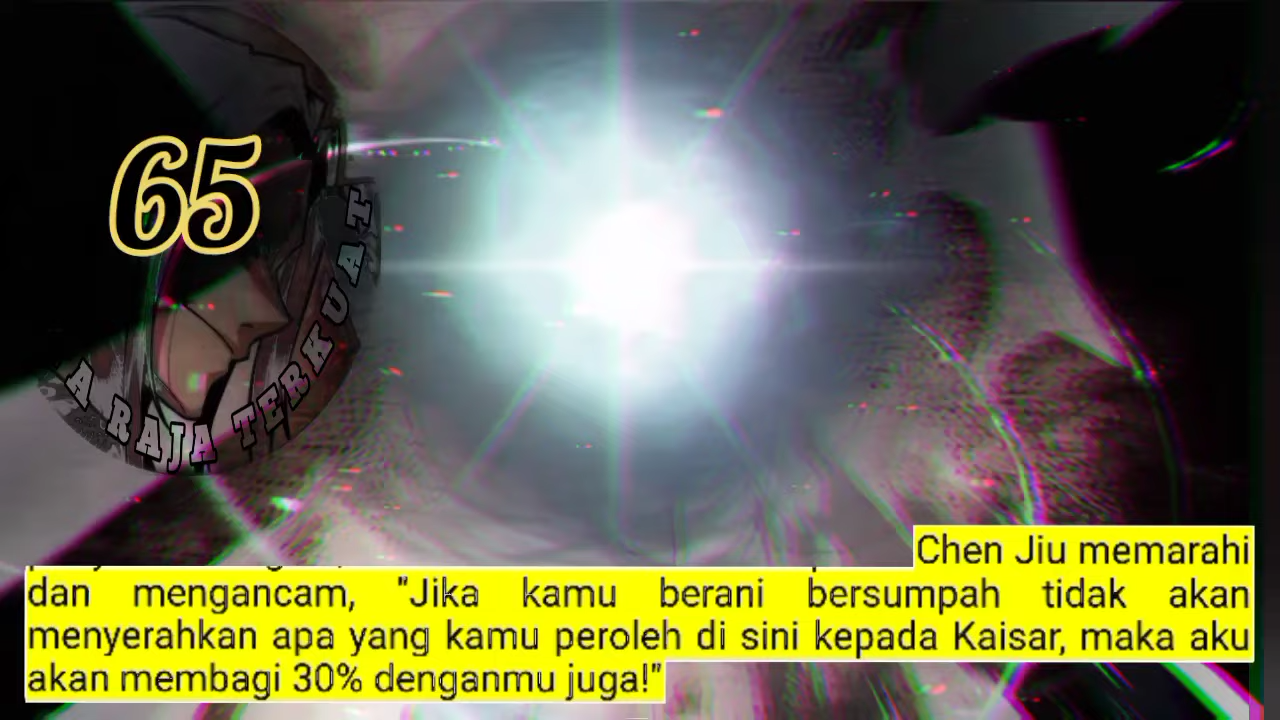 65
A RAJA TERKUAT
Chen Jiu memarahi
dan mengancam, "Jika kamu berani bersumpah tidak akan
menyerahkan apa yang kamu peroleh di sini kepada Kaisar, maka aku
akan membagi 30% denganmu juga!"